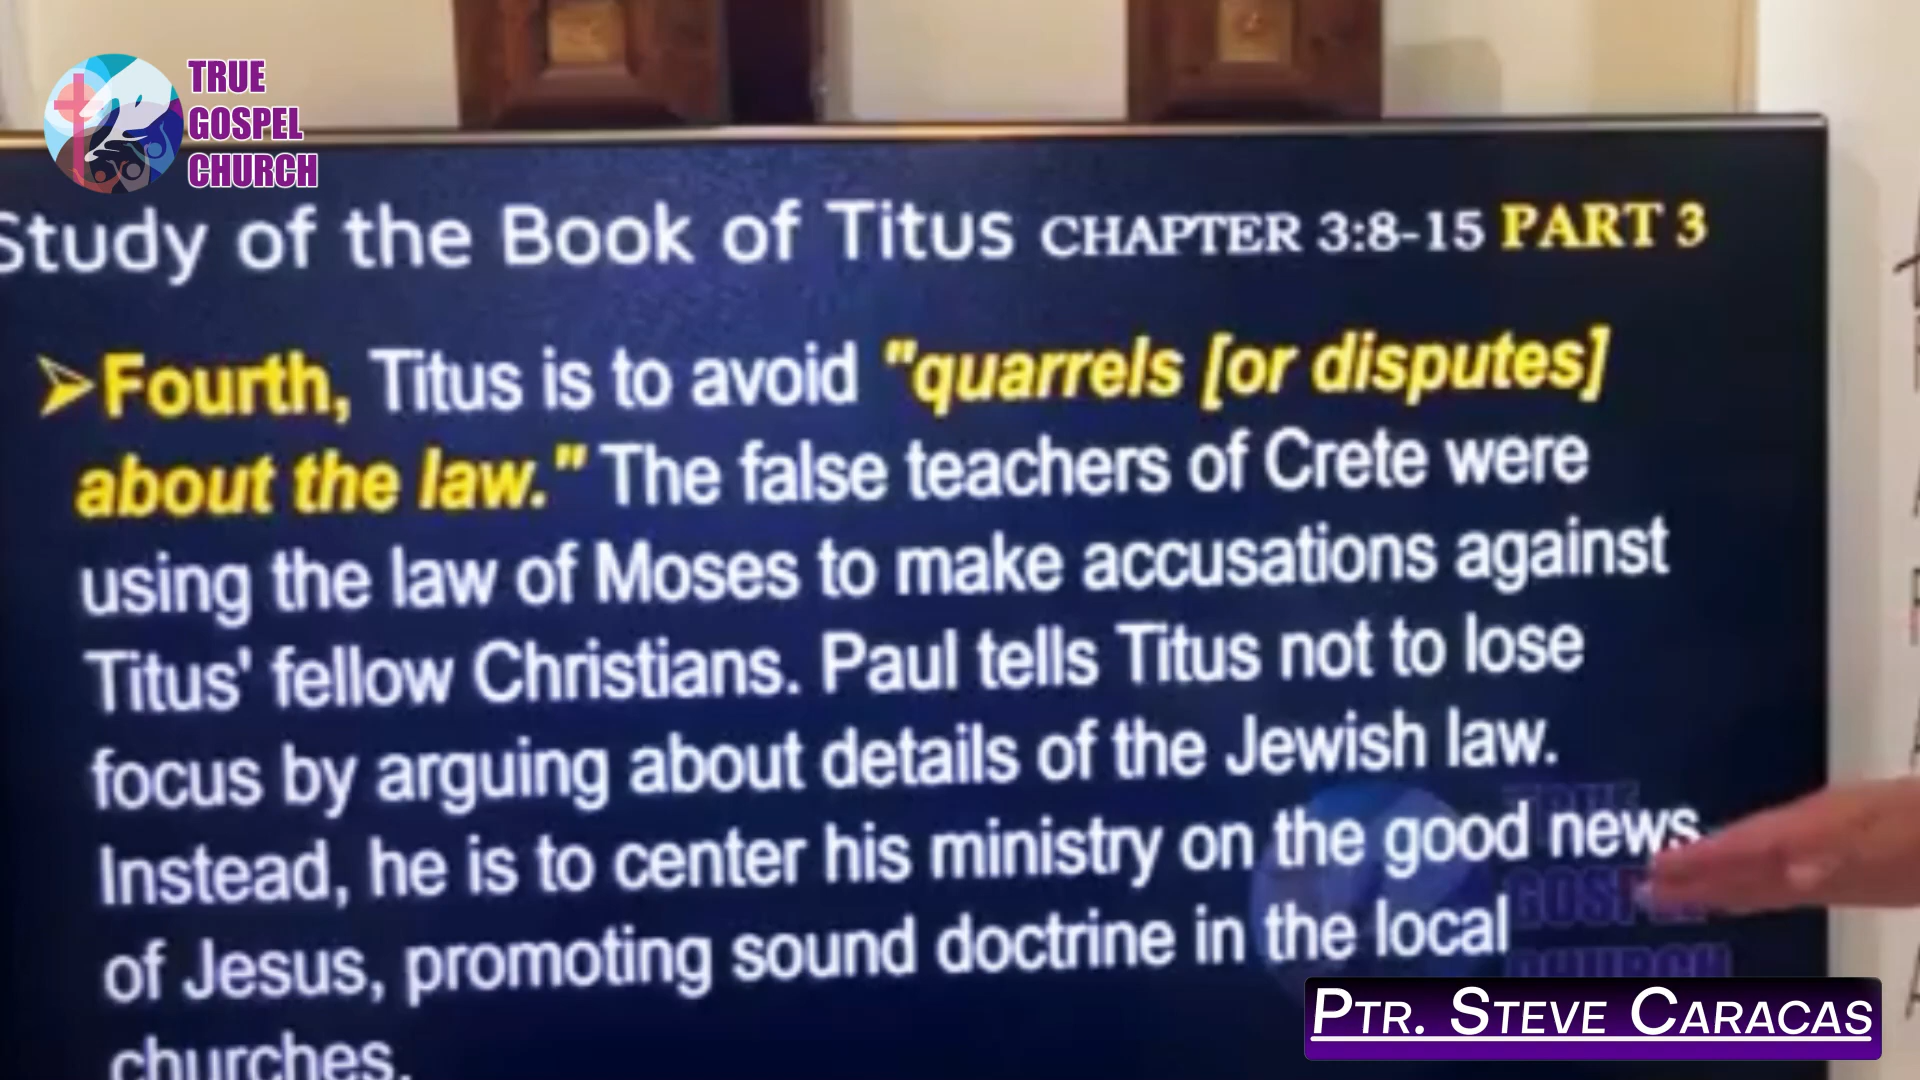 TRUE
GOSPEL
CHURCH
Study of the Book of Titus CHAPTER 3:8-15 PART 3
Fourth, Titus is to avoid "quarrels [or disputes]
about the law." The false teachers of Crete were
using the law of Moses to make accusations against
Titus' fellow Christians. Paul tells Titus not to lose
focus by arguing about details of the Jewish law.
Instead, he is to center his ministry on the good news
of Jesus, promoting sound doctrine in the local
churches.
TRUE
GOSPEL
CHURCH
PTR. STEVE CARACAS